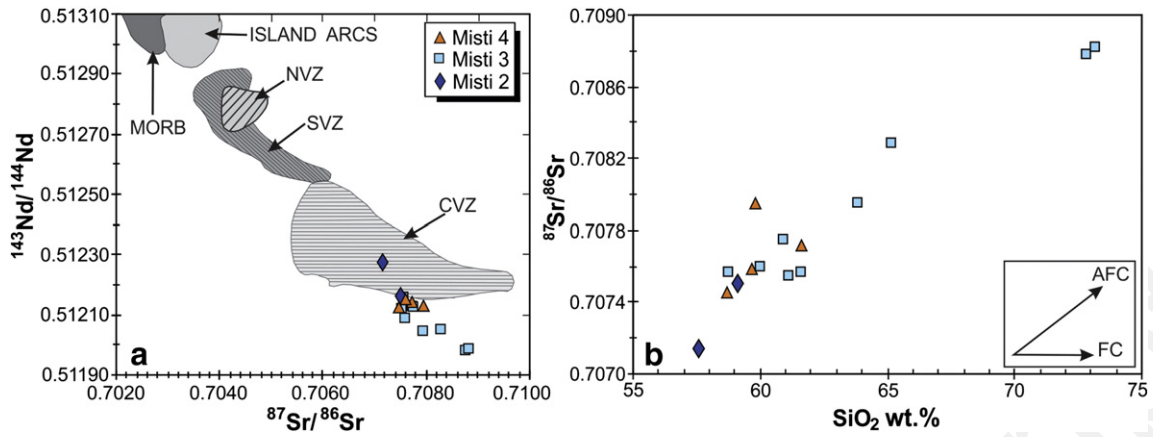 0.51310
0.51290
0.51270
0.51250
0.51230
0.51210
0.51190
143Nd/144Nd
ISLAND ARCS
NVZ
MORB
SVZ
CVZ
Misti 4
Misti 3
Misti 2
a
0.7020
0.7040
0.7060
0.7080
0.7100
87Sr/86Sr
0.7090
0.7086
0.7082
0.7078
0.7074
0.7070
87Sr/86Sr
AFC
FC
b
55
60
65
70
75
SiO2 wt.%